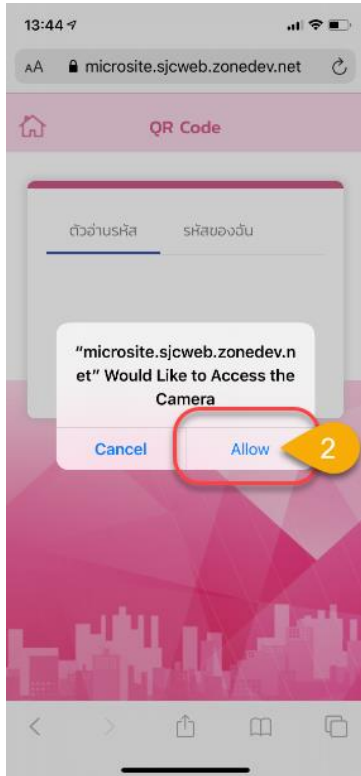 13:44
AA microsite.sjcweb.zonedev.net
QR Code
ตัวอ่านรหัส รหัสของฉัน
“microsite.sjcweb.zonedev.n
et” Would Like to Access the
Camera
Cancel Allow 2